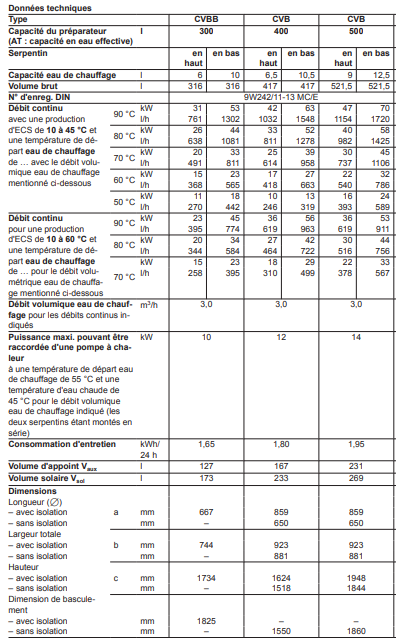 Données techniques
Type CVBB CVB CVB
Capacité du préparateur l 300 400 500
(AT : capacité en eau effective)
Serpentin en haut en bas en haut en bas en haut en bas
Capacité eau de chauffage l 6 10 6,5 10,5 9 12,5
Volume brut l 316 316 417 417 521,5 521,5
N° d'enreg. DIN 9W242/11-13 MC/E
Débit continu
avec une production
d'ECS de 10 à 45 °C et
une température de dé-
part eau de chauffage
de ... avec le débit volu-
mique eau de chauffage
mentionné ci-dessous
90 °C kW 31 53 42 63 47 70
l/h 761 1302 1032 1548 1154 1720
80 °C kW 26 44 33 52 40 58
l/h 638 1081 811 1278 982 1425
70 °C kW 20 33 25 39 30 45
l/h 491 811 614 958 737 1106
60 °C kW 15 23 17 27 22 32
l/h 368 565 418 663 540 786
50 °C kW 11 18 10 13 16 24
l/h 270 442 246 319 393 589
Débit continu
pour une production
d'ECS de 10 à 60 °C et
une température de dé-
part eau de chauffage
de ... pour le débit volu-
métrique eau de chauffa-
ge mentionné ci-dessous
90 °C kW 23 45 36 56 36 53
l/h 395 774 619 963 619 911
80 °C kW 20 34 27 42 30 44
l/h 344 584 464 722 516 756
70 °C kW 15 23 18 29 22 33
l/h 258 395 310 499 378 567
Débit volumique eau de chauf- m³/h 3,0 3,0 3,0
fage pour les débits continus in-
diqués
Puissance maxi. pouvant être kW 10 12 14
raccordée d'une pompe à cha-
leur
à une température de départ eau
de chauffage de 55 °C et une
température d'eau chaude de
45 °C pour le débit volumique
eau de chauffage indiqué (les
deux serpentins étant montés en
série)
Consommation d'entretien kWh/ 1,65 1,80 1,95
24 h
Volume d'appoint Vaux l 127 167 231
Volume solaire Vsol l 173 233 269
Dimensions
Longueur (∅)
– avec isolation a mm 667 859 859
– sans isolation mm – 650 650
Largeur totale
– avec isolation b mm 744 923 923
– sans isolation mm – 881 881
Hauteur
– avec isolation c mm 1734 1624 1948
– sans isolation mm – 1518 1844
Dimension de bascule-
ment
– avec isolation mm 1825 – –
– sans isolation mm – 1550 1860